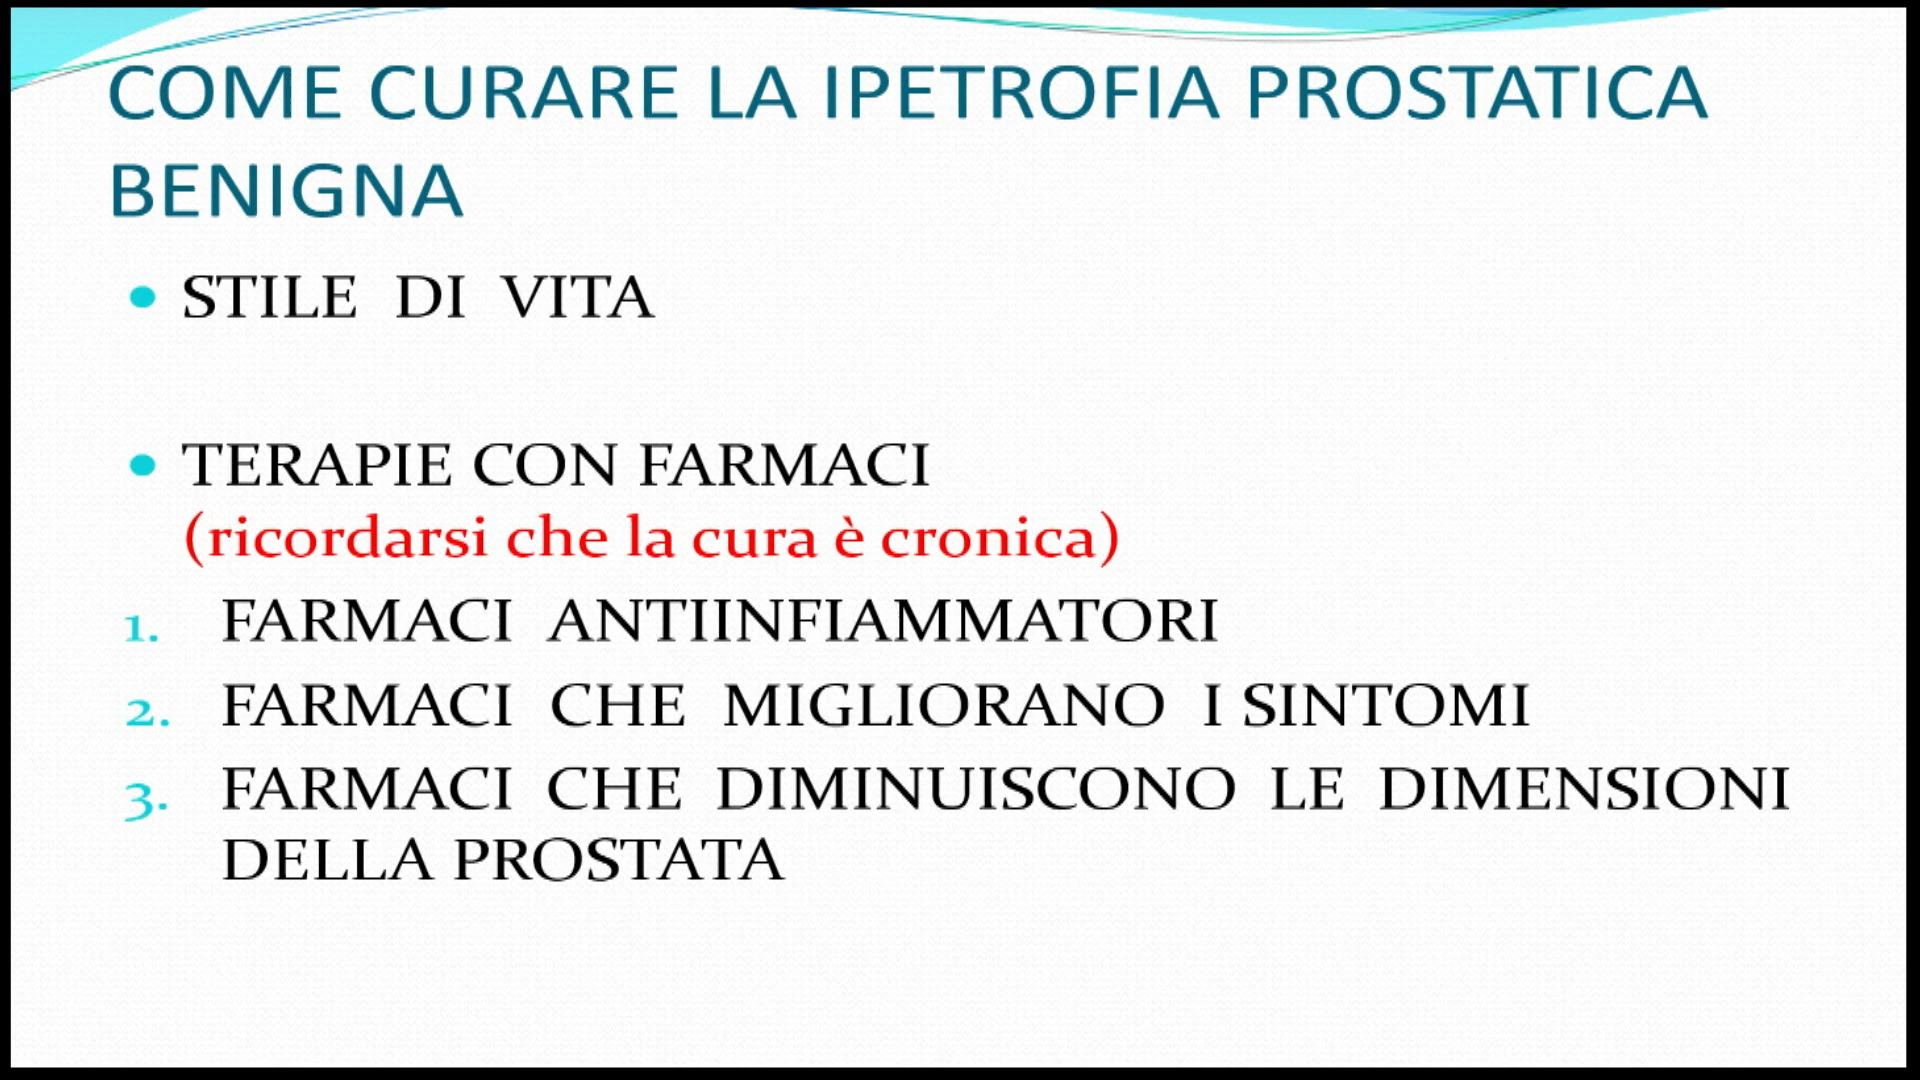 COME CURARE LA IPETROFIA PROSTATICA
BENIGNA
• STILE DI VITA
• TERAPIE CON FARMACI
(ricordarsi che la cura è cronica)
1. FARMACI ANTIINFIAMMATORI
2. FARMACI CHE MIGLIORANO I SINTOMI
3. FARMACI CHE DIMINUISCONO LE DIMENSIONI
DELLA PROSTATA